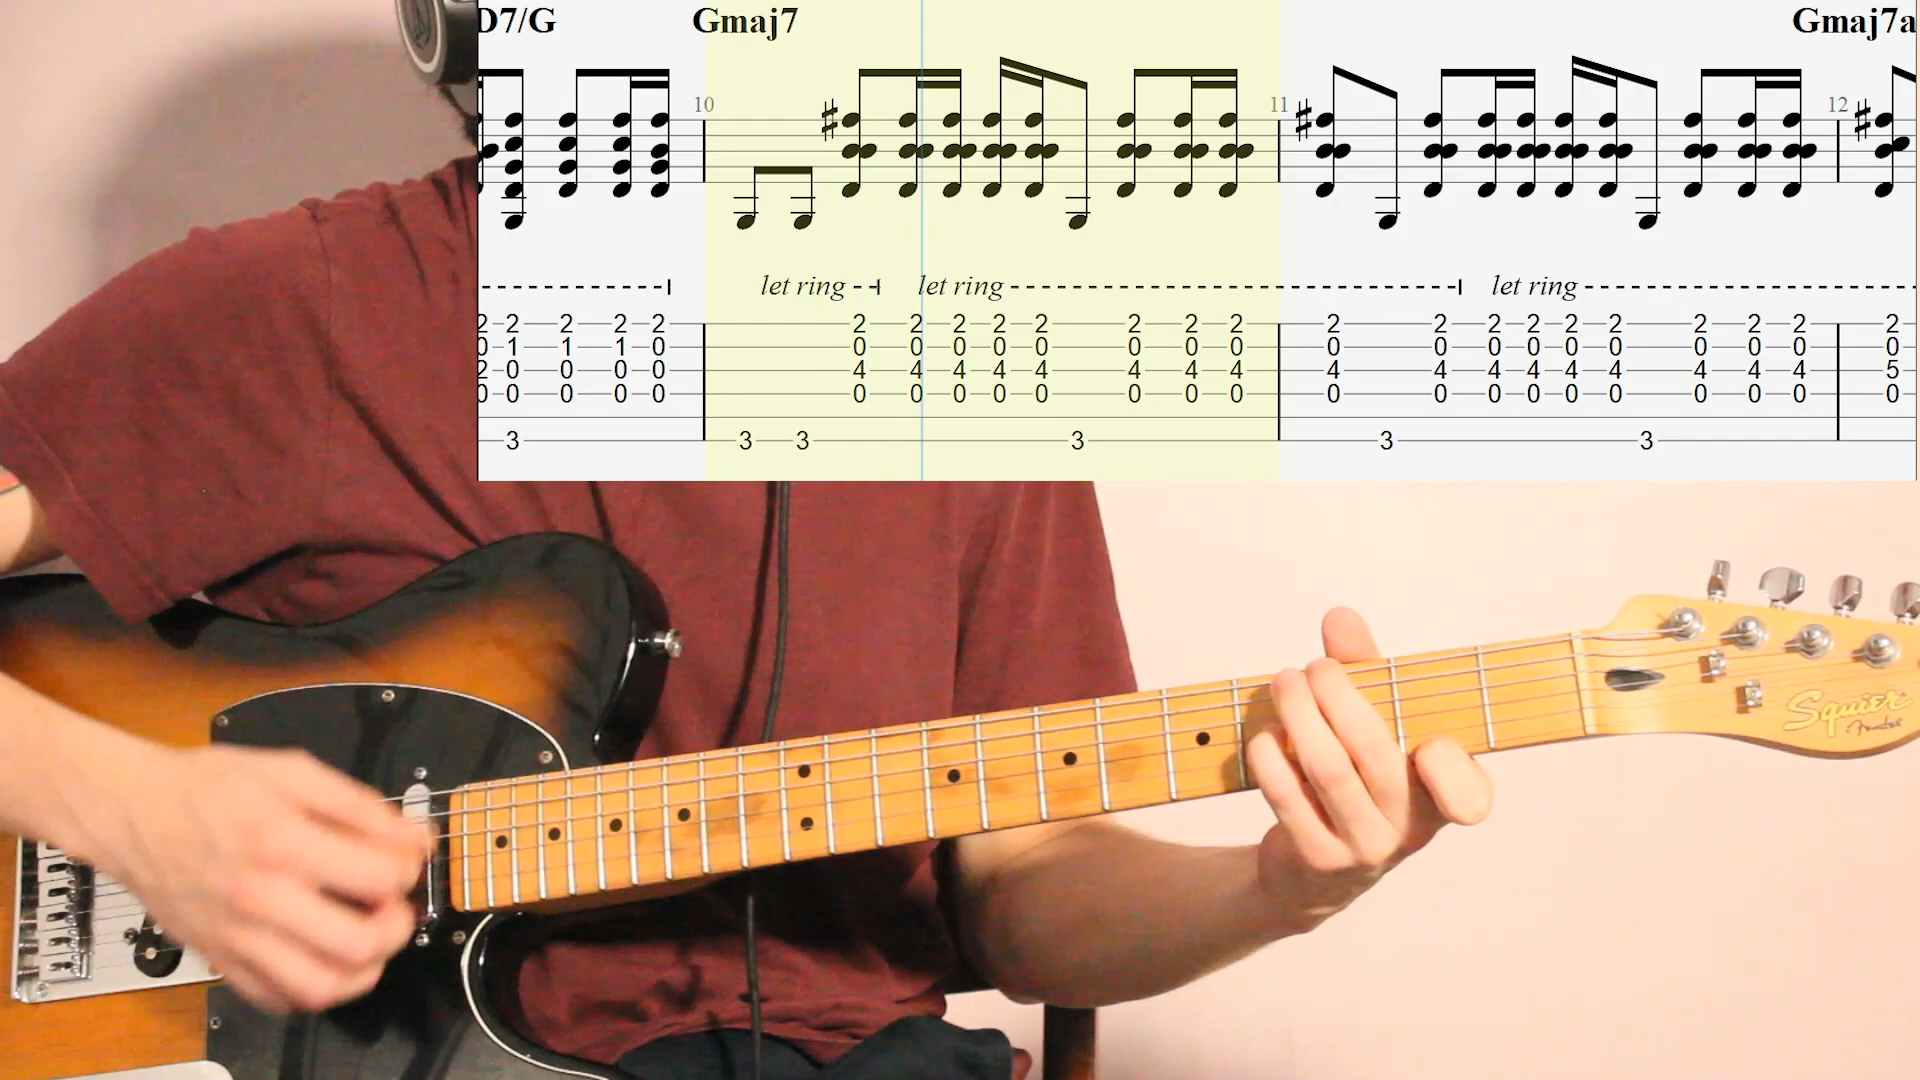 D7/G Gmaj7 Gmaj7a
10 11 12
let ring let ring let ring
2 2 2 2 2 2 2 2 2 2 2 2 2 2 2 2 2 2 2 2 2 2 2
0 1 1 1 0 0 0 0 0 0 0 0 0 0 0 0 0 0 0 0 0 0 0
2 0 0 0 0 4 4 4 4 4 4 4 4 4 4 4 4 4 4 4 4 4 5
0 0 0 0 0 0 0 0 0 0 0 0 0 0 0 0 0 0 0 0 0 0
3 3 3 3 3 3
Squier
Fender